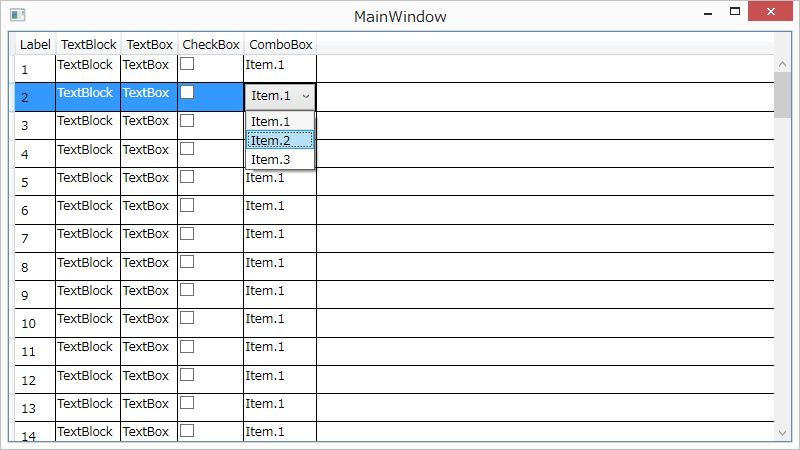 MainWindow
Label TextBlock TextBox CheckBox ComboBox
1 TextBlock TextBox Item.1
2 TextBlock TextBox Item.1
3 TextBlock TextBox Item.1
4 TextBlock TextBox Item.2
Item.3
5 TextBlock TextBox Item.1
6 TextBlock TextBox Item.1
7 TextBlock TextBox Item.1
8 TextBlock TextBox Item.1
9 TextBlock TextBox Item.1
10 TextBlock TextBox Item.1
11 TextBlock TextBox Item.1
12 TextBlock TextBox Item.1
13 TextBlock TextBox Item.1
14 TextBlock TextBox Item.1